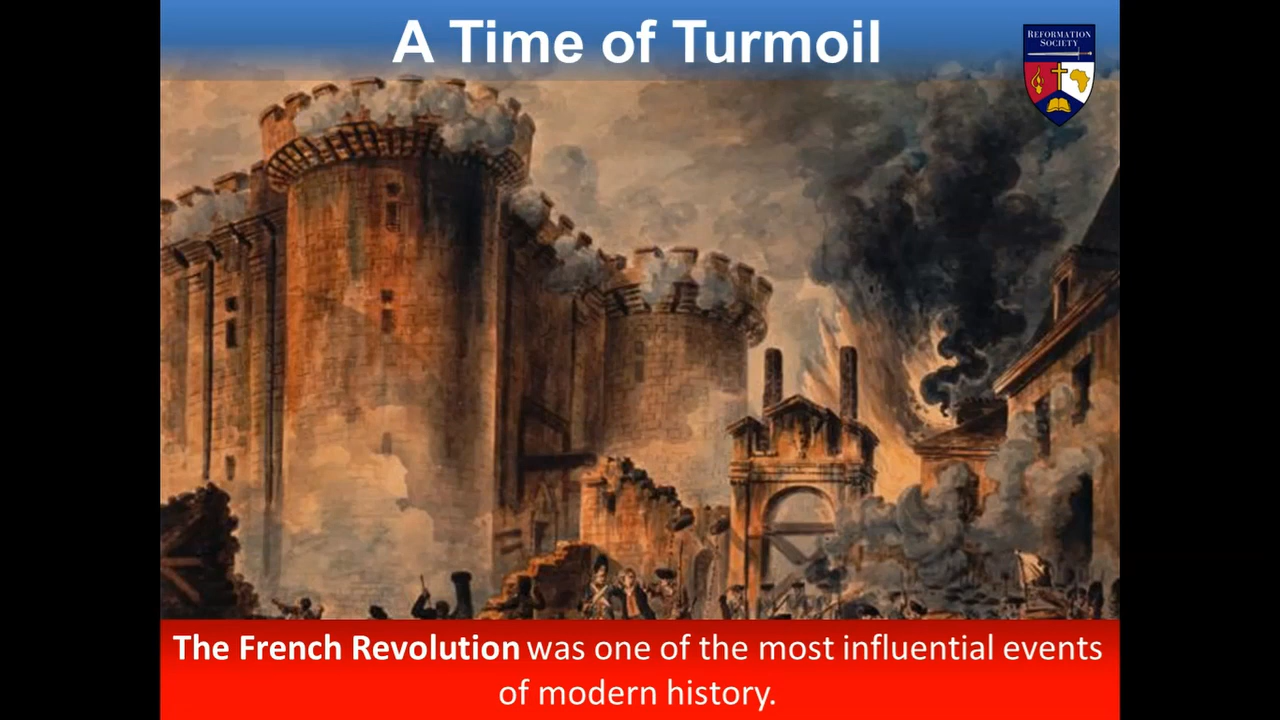 A Time of Turmoil
REFORMATION
SOCIETY
The French Revolution was one of the most influential events
of modern history.